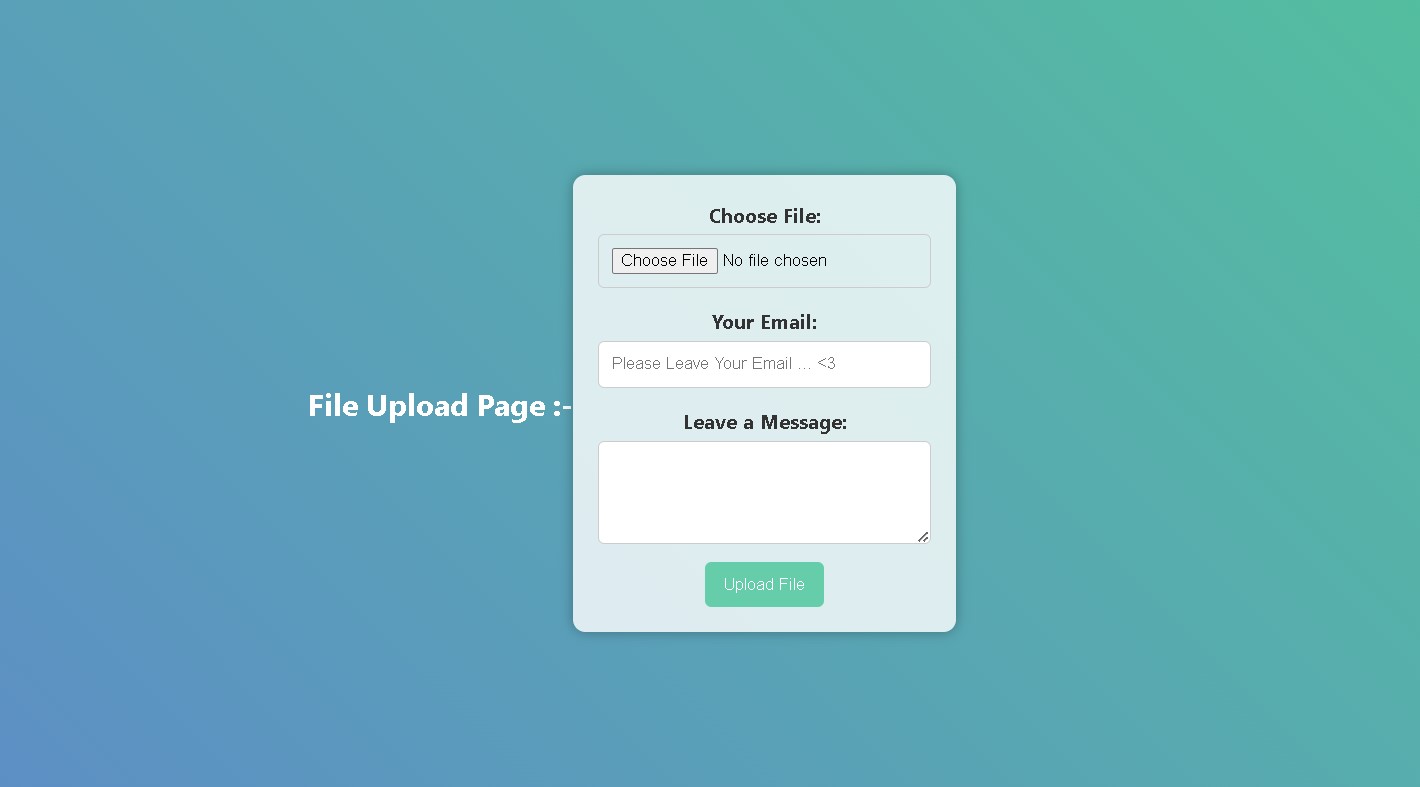 File Upload Page :-
Choose File:
Choose File No file chosen
Your Email:
Please Leave Your Email ... <3
Leave a Message:
Upload File